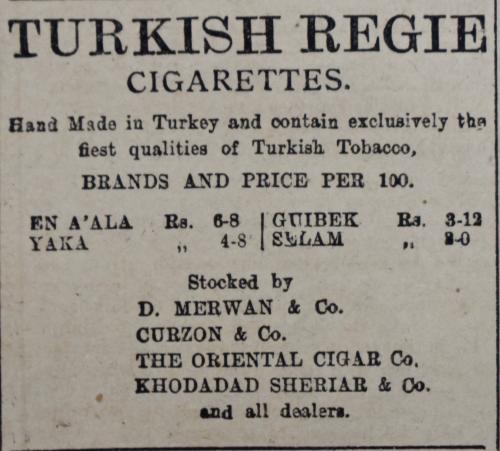 TURKISH REGIE
CIGARETTES.
Hand Made in Turkey and contain exclusively the
fiest qualities of Turkish Tobacco,
BRANDS AND PRICE PER 100.
EN A'ALA Rs. 6-8 | GUIBEK Rs. 3-12
YAKA „ 4-8 | SELAM „
Stocked by
D. MERWAN & Co.
CURZON & Co.
THE ORIENTAL CIGAR Co.
KHODADAD SHERIAR & Co.
and all dealers.